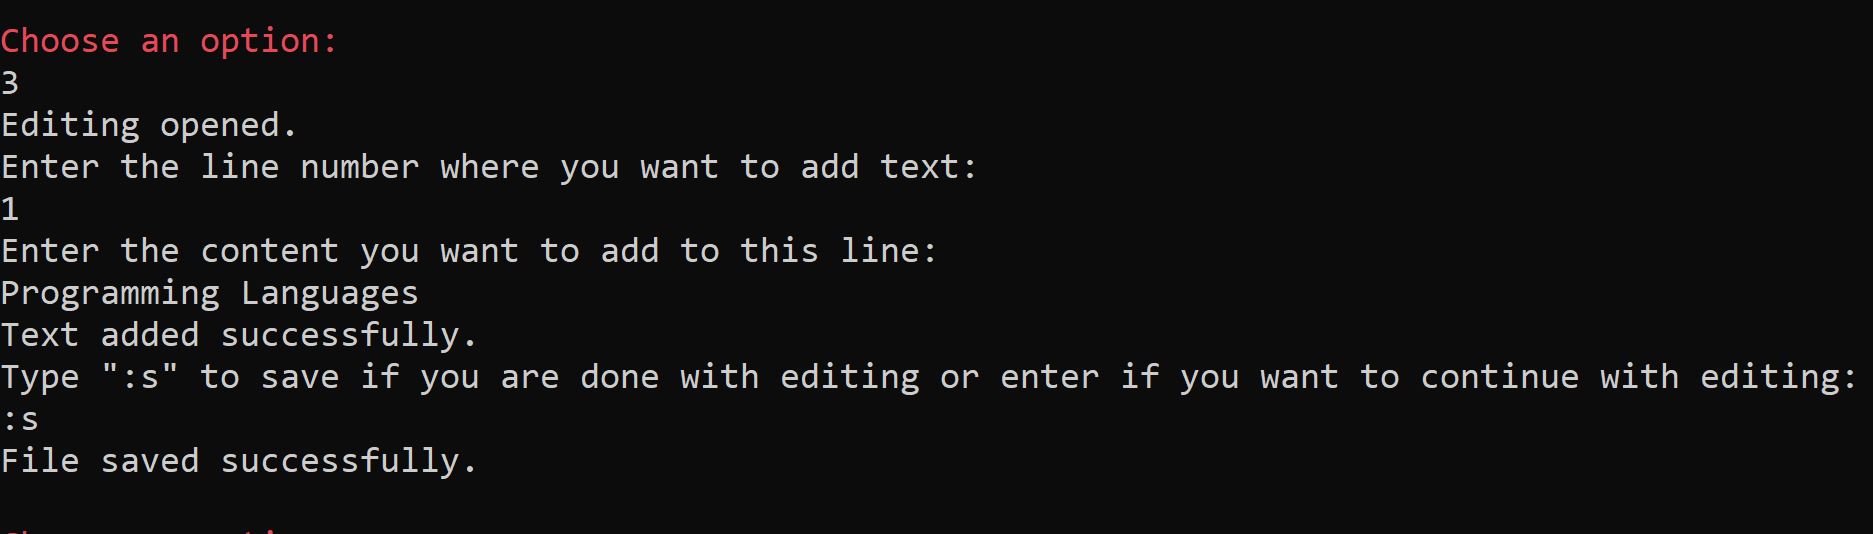 Choose an option:
3
Editing opened.
Enter the line number where you want to add text:
1
Enter the content you want to add to this line:
Programming Languages
Text added successfully.
Type ":s" to save if you are done with editing or enter if you want to continue with editing:
:s
File saved successfully.